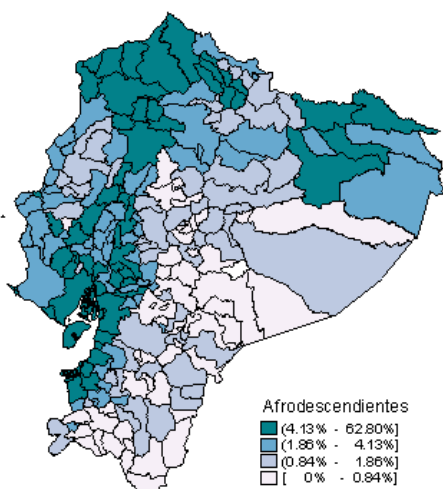 Afrodescendientes
(4.13% - 62.80%]
(1.86% - 4.13%]
(0.84% - 1.86%]
[ 0% - 0.84%]